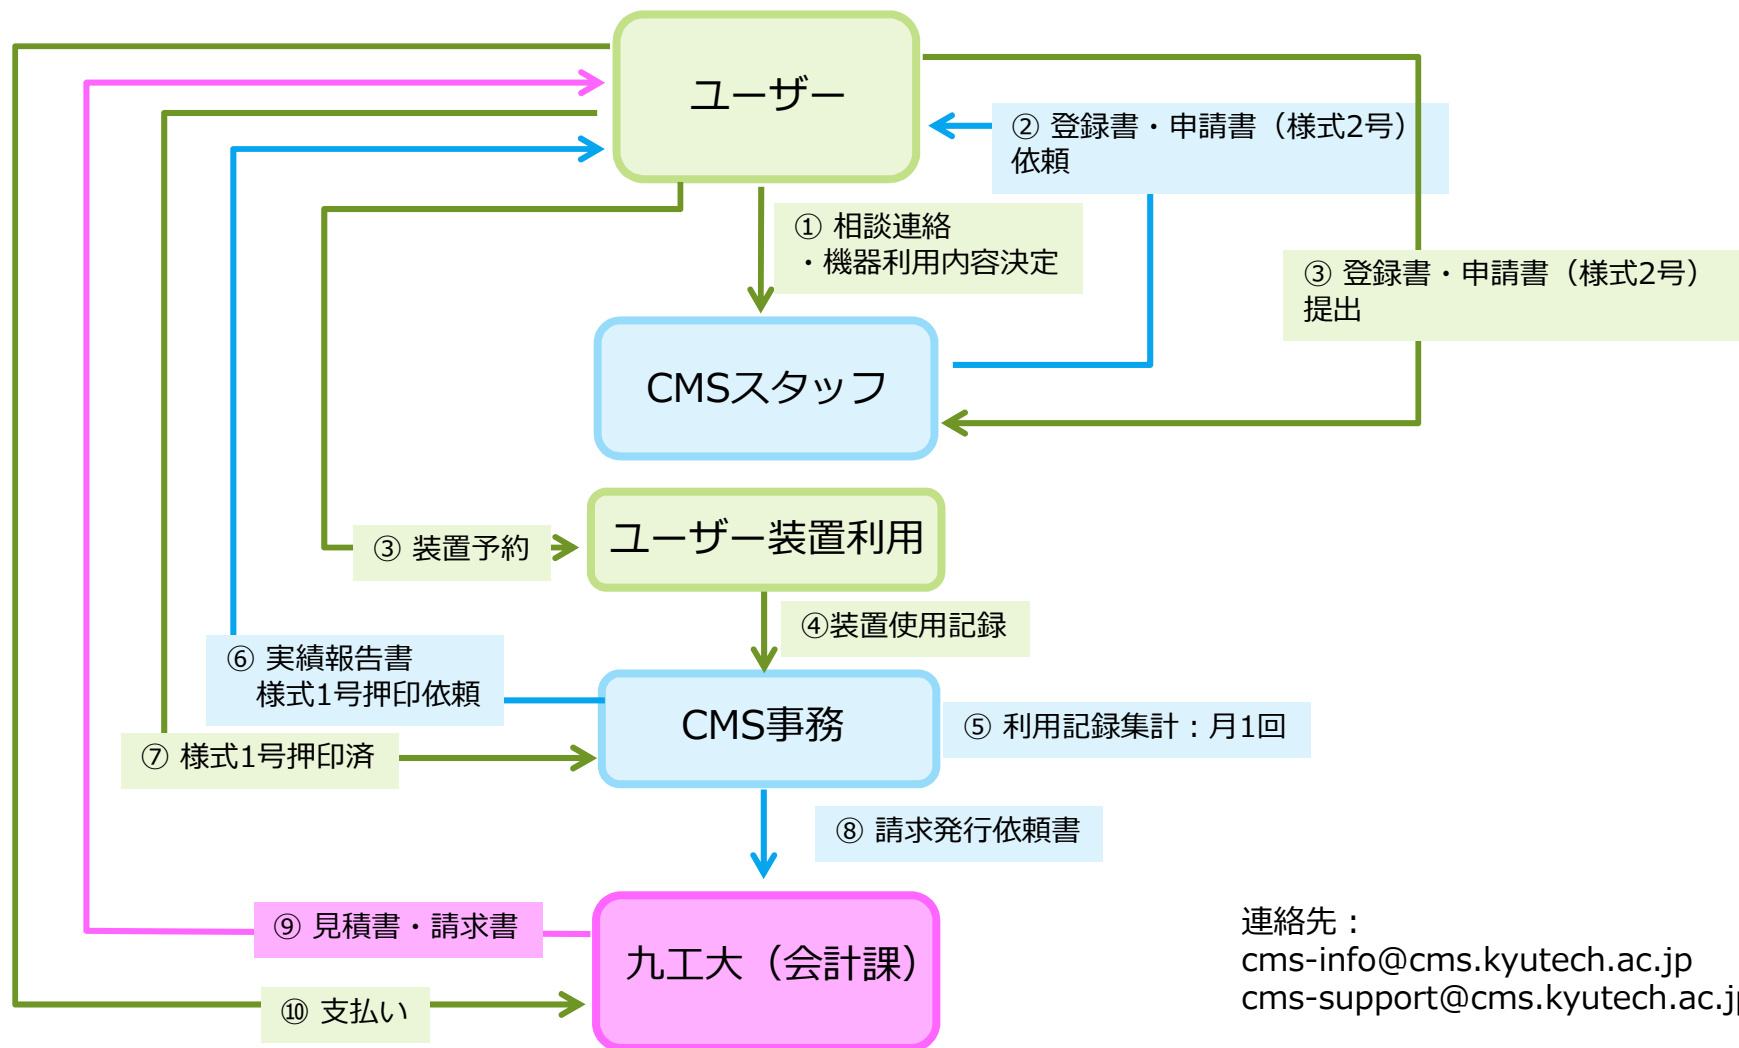 ユーザー
② 登録書・申請書（様式2号）
依頼
① 相談連絡
・機器利用内容決定
③ 登録書・申請書（様式2号）
提出
CMSスタッフ
ユーザー装置利用
③ 装置予約
④装置使用記録
⑥ 実績報告書
様式1号押印依頼
CMS事務
⑤ 利用記録集計：月1回
⑦ 様式1号押印済
⑧ 請求発行依頼書
⑨ 見積書・請求書
九工大（会計課）
⑩ 支払い
連絡先：
cms-info@cms.kyutech.ac.jp
cms-support@cms.kyutech.ac.jp